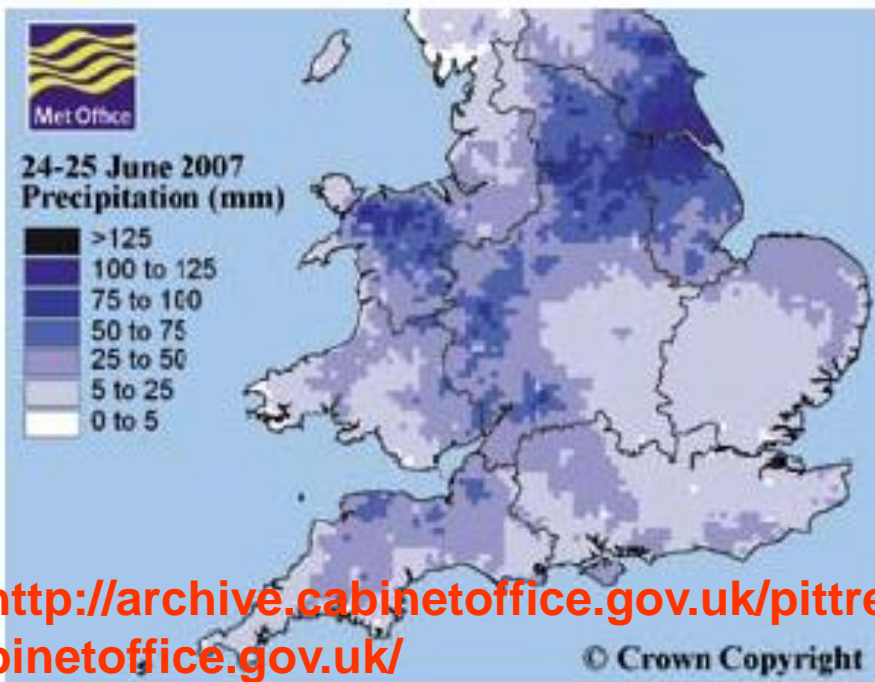 Met Office
24-25 June 2007
Precipitation (mm)
>125
100 to 125
75 to 100
50 to 75
25 to 50
5 to 25
0 to 5
http://archive.cabinetoffice.gov.uk/pittre
binetoffice.gov.uk/
© Crown Copyright